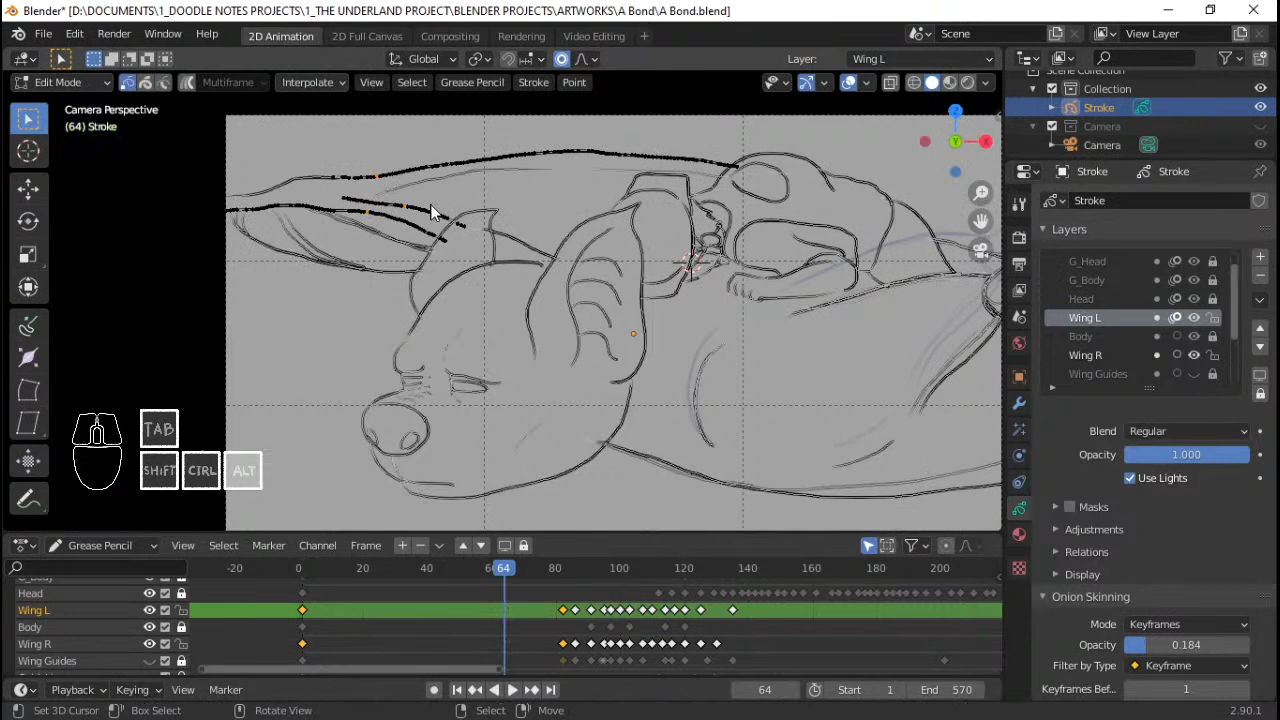 Blender* [D:\DOCUMENTS\1_DOODLE NOTES PROJECTS\1_THE UNDERLAND PROJECT\BLENDER PROJECTS\ARTWORKS\A Bond\A Bond.blend]
File Edit Render Window Help 2D Animation 2D Full Canvas Compositing Rendering Video Editing + Scene View Layer
Global Layer: Wing L
Edit Mode Multiframe Interpolate View Select Grease Pencil Stroke Point
Camera Perspective
(64) Stroke
Z
X
Y
TAB
SHIFT CTRL ALT
Scene Collection
Collection
Stroke
Camera
Camera
Stroke > Stroke
Stroke
Layers
G_Head
G_Body
Head
Wing L
Body
Wing R
Wing Guides
Blend Regular
Opacity 1.000
Use Lights
Masks
Adjustments
Relations
Display
Onion Skinning
Mode Keyframes
Opacity 0.184
Filter by Type Keyframe
Keyframes Bef.. 1
Grease Pencil View Select Marker Channel Frame
-20 0 20 40 64 80 100 120 140 160 180 200
G_Body
Head
Wing L
Body
Wing R
Wing Guides
Playback Keying View Marker 64 Start 1 End 570
Set 3D Cursor Box Select Rotate View Select Move 2.90.1